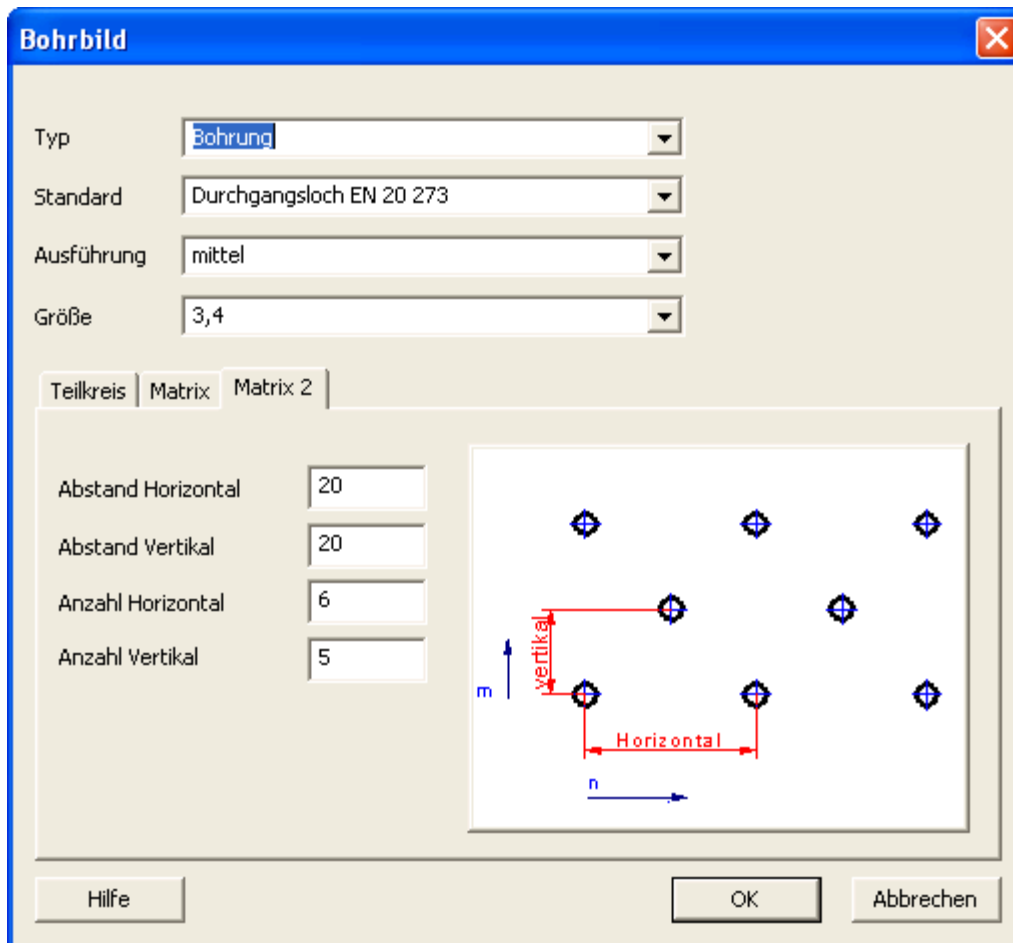 Bohrbild
Typ Bohrung
Standard Durchgangsloch EN 20 273
Ausführung mittel
Größe 3,4
Teilkreis Matrix Matrix 2
Abstand Horizontal 20
Abstand Vertikal 20
Anzahl Horizontal 6
Anzahl Vertikal 5
vertikal
m
Horizontal
n
Hilfe OK Abbrechen